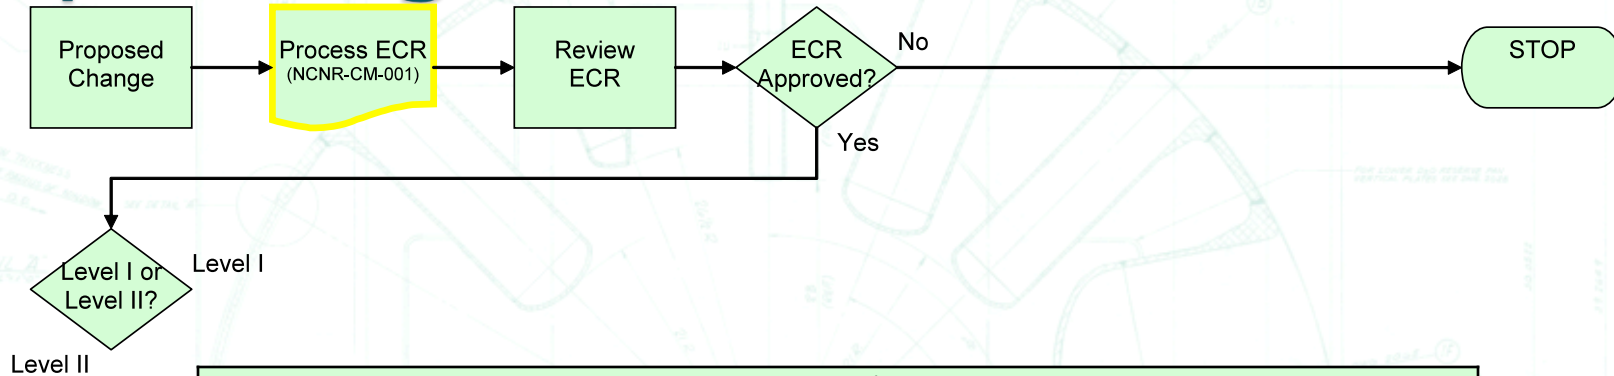 Proposed
Change
Process ECR
(NCNR-CM-001)
Review
ECR
ECR
Approved?
No
STOP
Yes
Level I or
Level II?
Level I
Level II